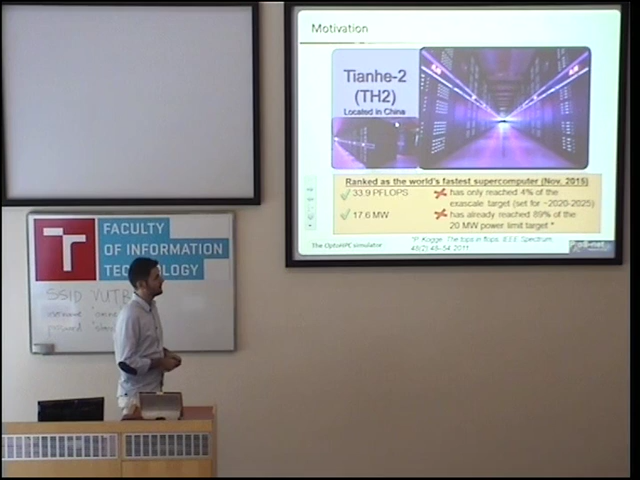 Motivation
Tianhe-2
(TH2)
Located in China
Ranked as the world's fastest supercomputer (Nov. 2015)
33.9 PFLOPS
has only reached 4% of the
exascale target (set for ~2020-2025)
17.6 MW
has already reached 89% of the
20 MW power limit target *
*P. Kogge. The tops in flops. IEEE Spectrum,
48(2) 48–54, 2011
The OptoHPC simulator
FACULTY
OF INFORMATION
TECHNOLOGY
SSID